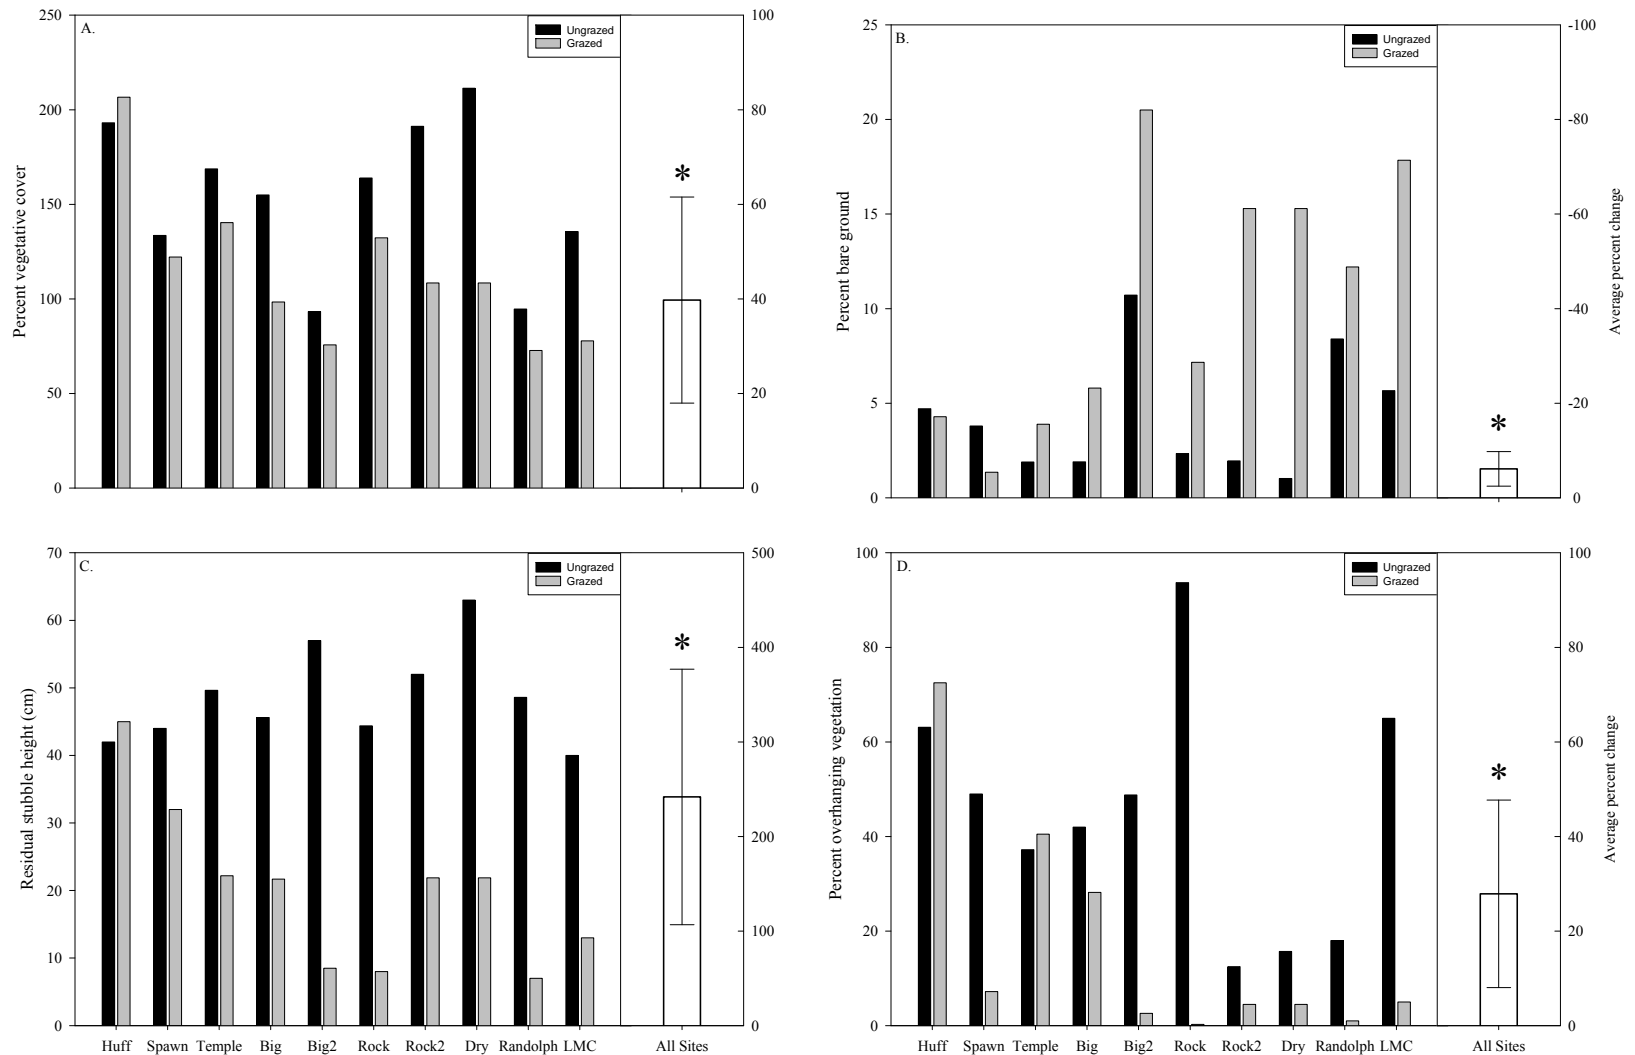 A.
Ungrazed
Grazed
Percent vegetative cover
250
200
150
100
50
0
100
80
60
40
20
0
*
B.
Ungrazed
Grazed
Percent bare ground
25
20
15
10
5
0
-100
-80
-60
-40
-20
0
Average percent change
*
C.
Ungrazed
Grazed
Residual stubble height (cm)
70
60
50
40
30
20
10
0
500
400
300
200
100
0
*
Huff Spawn Temple Big Big2 Rock Rock2 Dry Randolph LMC All Sites
D.
Ungrazed
Grazed
Percent overhanging vegetation
100
80
60
40
20
0
100
80
60
40
20
0
Average percent change
*
Huff Spawn Temple Big Big2 Rock Rock2 Dry Randolph LMC All Sites